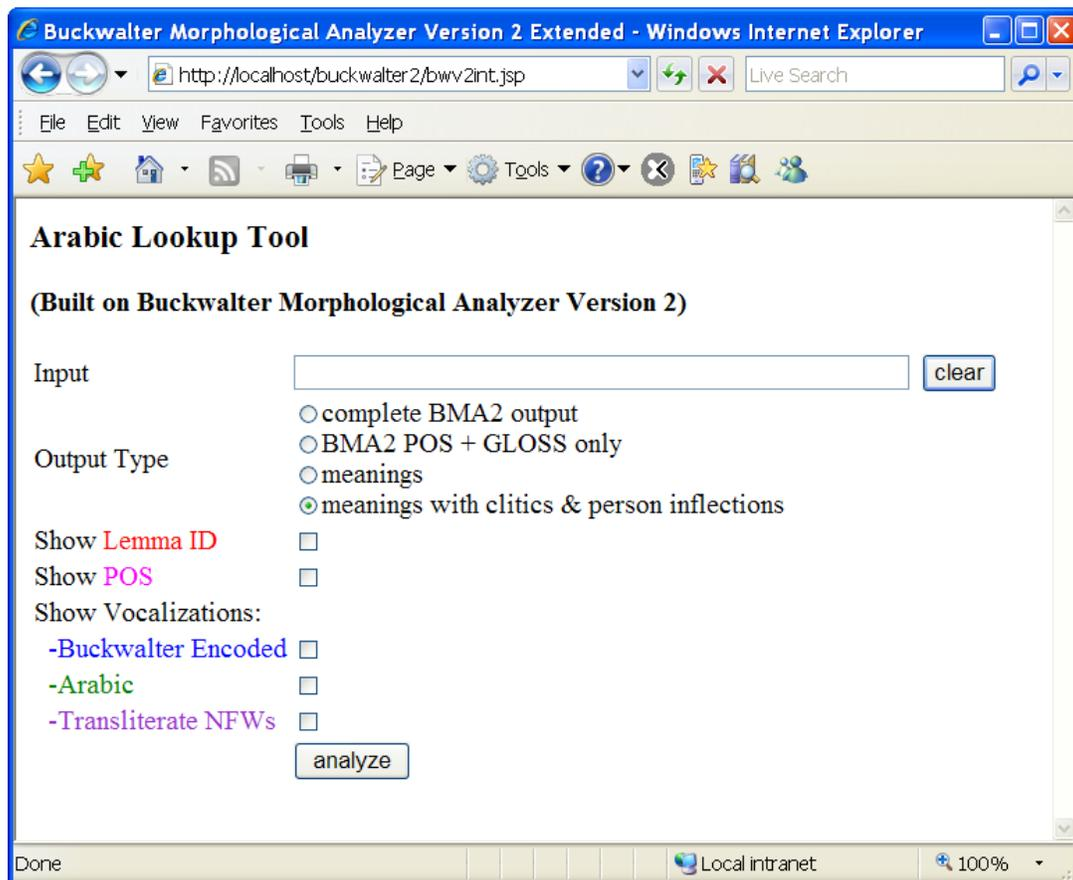 Buckwalter Morphological Analyzer Version 2 Extended - Windows Internet Explorer
http://localhost/buckwalter2/bwv2int.jsp Live Search
File Edit View Favorites Tools Help
Page Tools
Arabic Lookup Tool
(Built on Buckwalter Morphological Analyzer Version 2)
Input clear
Output Type
complete BMA2 output
BMA2 POS + GLOSS only
meanings
meanings with clitics & person inflections
Show Lemma ID
Show POS
Show Vocalizations:
-Buckwalter Encoded
-Arabic
-Transliterate NFWs
analyze
Done Local intranet 100%